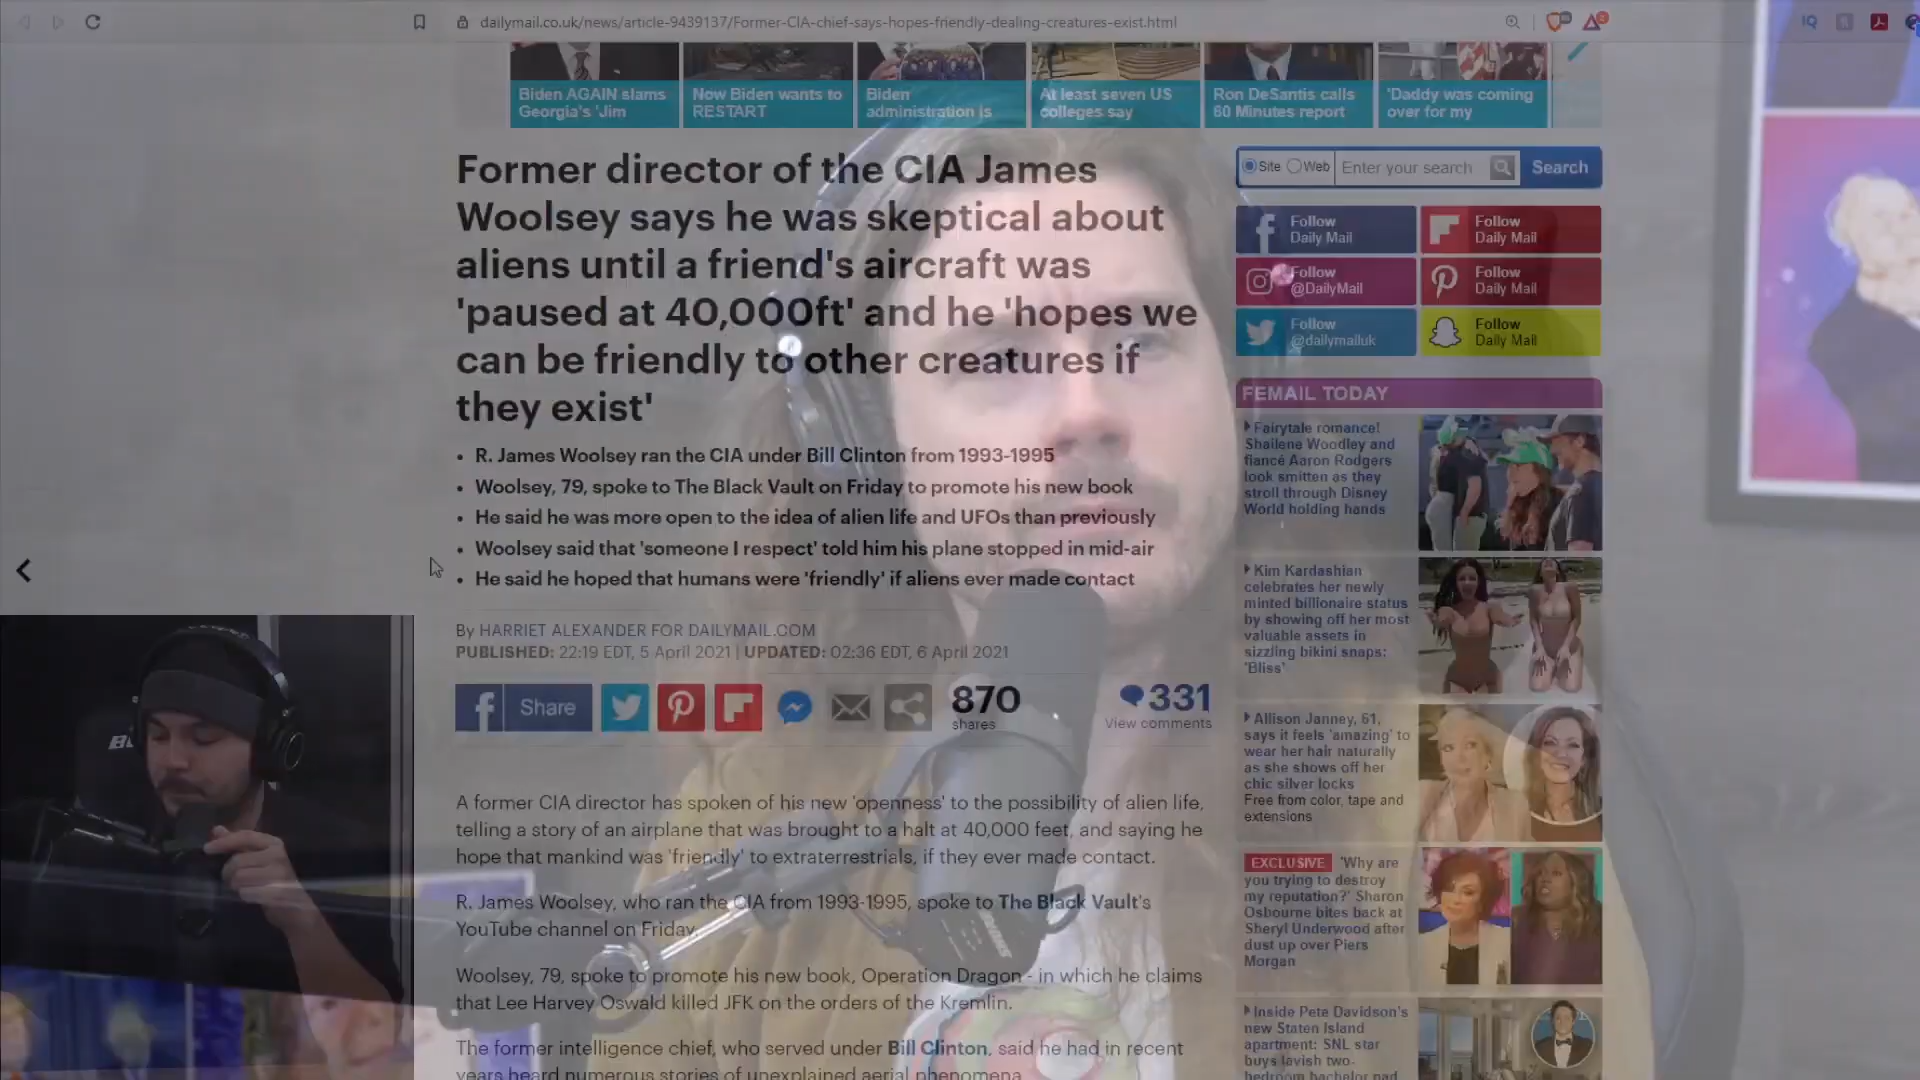 dailymail.co.uk/news/article-9439137/Former-CIA-chief-says-hopes-friendly-dealing-creatures-exist.html
IQ
Biden AGAIN slams
Georgia's 'Jim
Now Biden wants to
RESTART
Biden
administration is
At least seven US
colleges say
Ron DeSantis calls
60 Minutes report
'Daddy was coming
over for my
Former director of the CIA James
Woolsey says he was skeptical about
aliens until a friend's aircraft was
'paused at 40,000ft' and he 'hopes we
can be friendly to other creatures if
they exist'
• R. James Woolsey ran the CIA under Bill Clinton from 1993-1995
• Woolsey, 79, spoke to The Black Vault on Friday to promote his new book
• He said he was more open to the idea of alien life and UFOs than previously
• Woolsey said that 'someone I respect' told him his plane stopped in mid-air
• He said he hoped that humans were 'friendly' if aliens ever made contact
By HARRIET ALEXANDER FOR DAILYMAIL.COM
PUBLISHED: 22:19 EDT, 5 April 2021 | UPDATED: 02:36 EDT, 6 April 2021
Share
870
shares
331
View comments
A former CIA director has spoken of his new 'openness' to the possibility of alien life,
telling a story of an airplane that was brought to a halt at 40,000 feet, and saying he
hope that mankind was 'friendly' to extraterrestrials, if they ever made contact.
R. James Woolsey, who ran the CIA from 1993-1995, spoke to The Black Vault's
YouTube channel on Friday.
Woolsey, 79, spoke to promote his new book, Operation Dragon - in which he claims
that Lee Harvey Oswald killed JFK on the orders of the Kremlin.
The former intelligence chief, who served under Bill Clinton, said he had in recent
years heard numerous stories of unexplained aerial phenomena
Site Web Enter your search Search
Follow
Daily Mail
Follow
Daily Mail
Follow
@DailyMail
Follow
Daily Mail
Follow
@dailymailuk
Follow
Daily Mail
FEMAIL TODAY
Fairytale romance!
Shailene Woodley and
fiancé Aaron Rodgers
look smitten as they
stroll through Disney
World holding hands
Kim Kardashian
celebrates her newly
minted billionaire status
by showing off her most
valuable assets in
sizzling bikini snaps:
'Bliss'
Allison Janney, 61,
says it feels 'amazing' to
wear her hair naturally
as she shows off her
chic silver locks
Free from color, tape and
extensions
EXCLUSIVE 'Why are
you trying to destroy
my reputation?' Sharon
Osbourne bites back at
Sheryl Underwood after
dust up over Piers
Morgan
Inside Pete Davidson's
new Staten Island
apartment: SNL star
buys lavish two-
bedroom bachelor pad